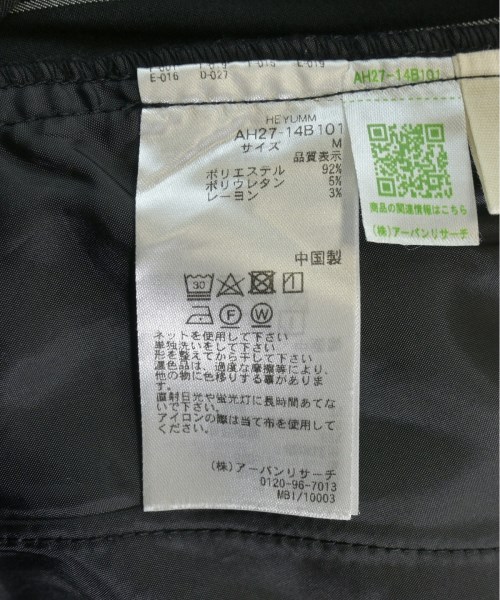 E-016 D-027
HEYUMM
AH27-14B101
サイズ M
品質表示
ポリエステル 92%
ポリウレタン 5%
レーヨン 3%
中国製
30
F W
ネットを使用して下さい
単独洗いをして下さい
形を整えてから干して下さい
濃色品は、過度な摩擦等により、
他の物に色移りする事がありま
す。
直射日光や蛍光灯に長時間あてな
いで下さい。
アイロンの際は当て布を使用して
ください。
(株)アーバンリサーチ
0120-96-7013
MBI/10003
AH27-14B101
商品の関連情報はこちら
(株)アーバンリサーチ